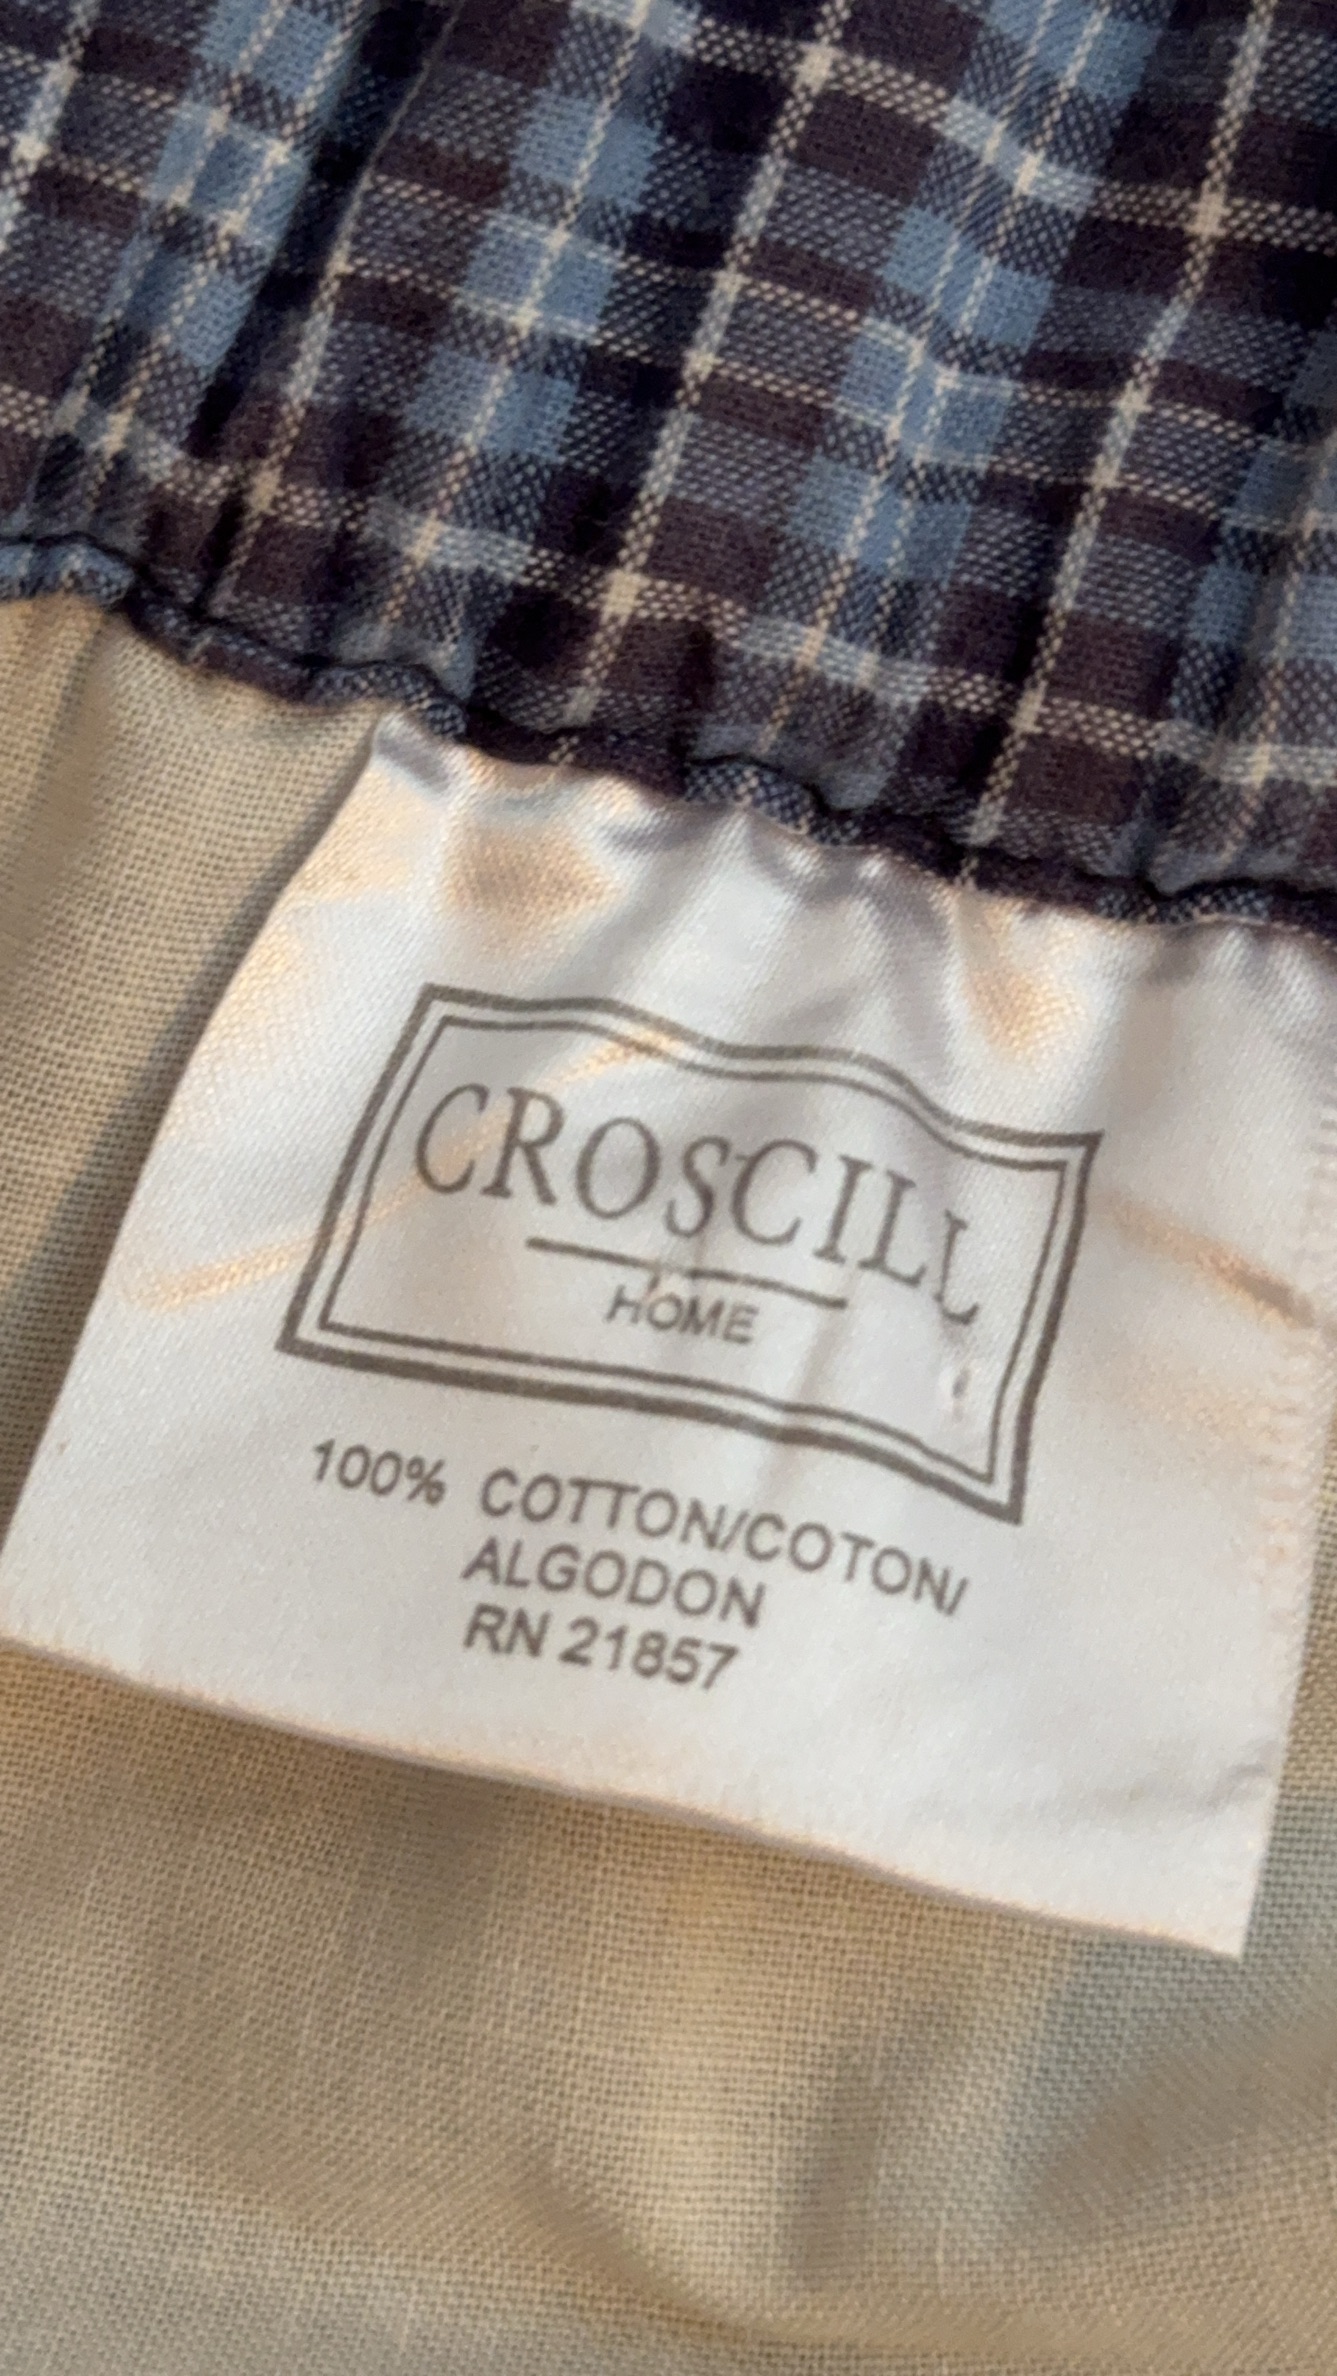 CROSCILL
HOME
100% COTTON/COTON/
ALGODON
RN 21857